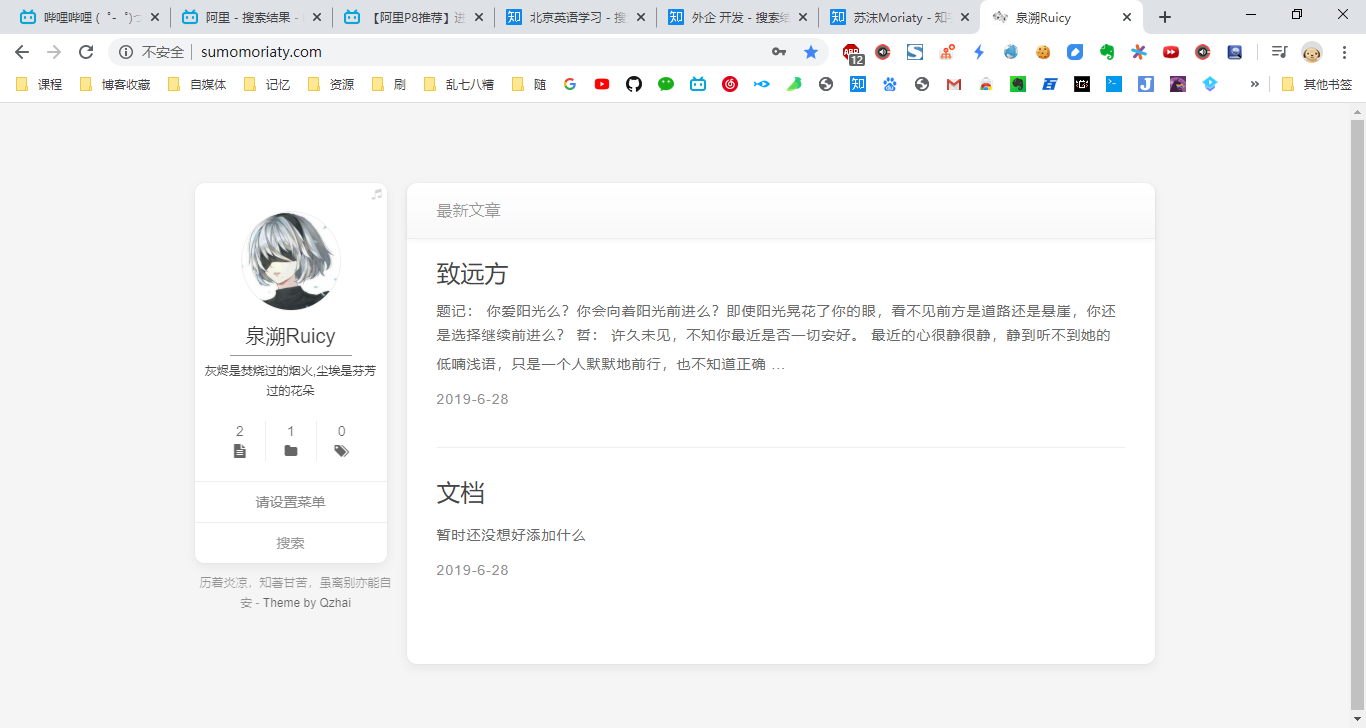 哔哩哔哩 ( ゜- ゜)つ
阿里 - 搜索结果 -
【阿里P8推荐】进
北京英语学习 - 搜
外企 开发 - 搜索结
苏沫Moriaty - 知乎
泉溯Ruicy
不安全 sumomoriaty.com
12
课程
博客收藏
自媒体
记忆
资源
刷
乱七八糟
随
其他书签
泉溯Ruicy
灰烬是焚烧过的烟火,尘埃是芬芳
过的花朵
2 1 0
请设置菜单
搜索
历着炎凉，知著甘苦，虽离别亦能自
安 - Theme by Qzhai
最新文章
致远方
题记： 你爱阳光么？你会向着阳光前进么？即使阳光晃花了你的眼，看不见前方是道路还是悬崖，你还
是选择继续前进么？ 哲： 许久未见，不知你最近是否一切安好。 最近的心很静很静，静到听不到她的
低喃浅语，只是一个人默默地前行，也不知道正确 ...
2019-6-28
文档
暂时还没想好添加什么
2019-6-28